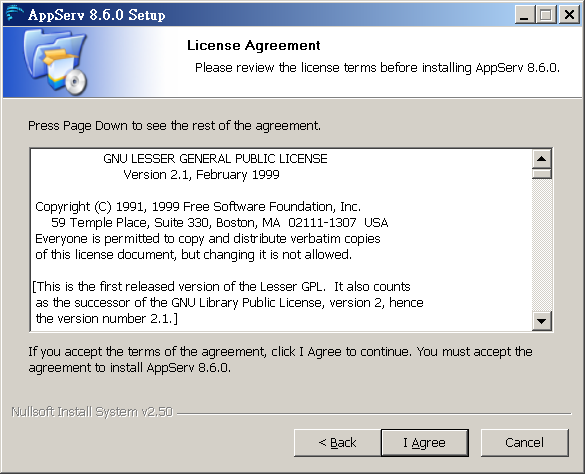 AppServ 8.6.0 Setup
License Agreement
Please review the license terms before installing AppServ 8.6.0.
Press Page Down to see the rest of the agreement.
GNU LESSER GENERAL PUBLIC LICENSE
Version 2.1, February 1999
Copyright (C) 1991, 1999 Free Software Foundation, Inc.
59 Temple Place, Suite 330, Boston, MA  02111-1307  USA
Everyone is permitted to copy and distribute verbatim copies
of this license document, but changing it is not allowed.
[This is the first released version of the Lesser GPL.  It also counts
as the successor of the GNU Library Public License, version 2, hence
the version number 2.1.]
If you accept the terms of the agreement, click I Agree to continue. You must accept the
agreement to install AppServ 8.6.0.
Nullsoft Install System v2.50
< Back
I Agree
Cancel